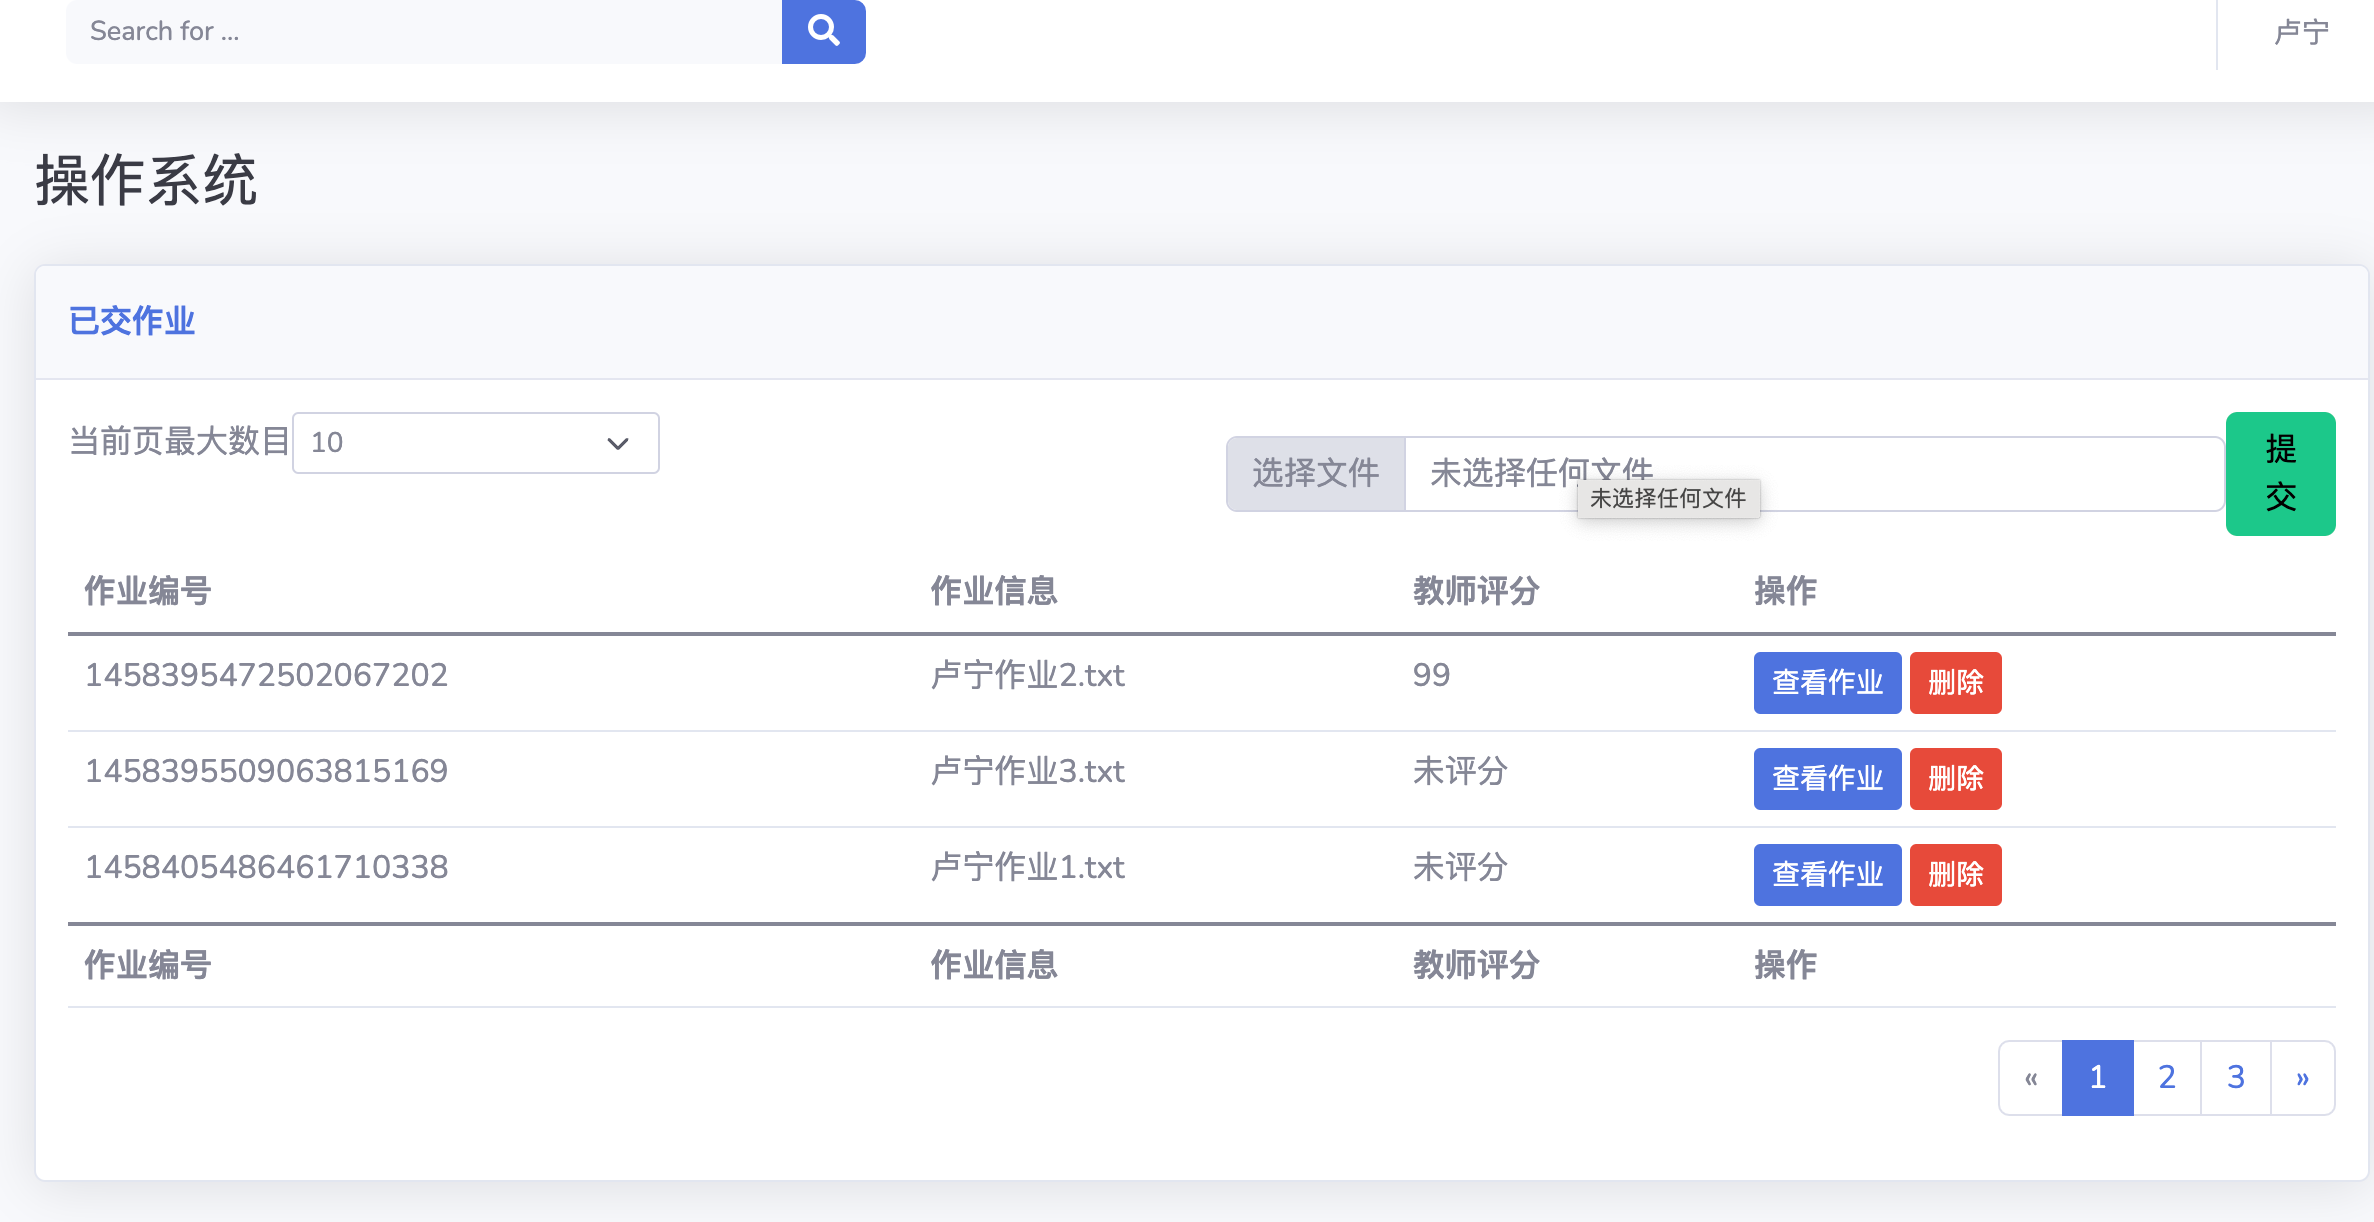 Search for ...
卢宁
操作系统
已交作业
当前页最大数目 10
选择文件 未选择任何文件
未选择任何文件
提
交
作业编号 作业信息 教师评分 操作
1458395472502067202 卢宁作业2.txt 99 查看作业 删除
1458395509063815169 卢宁作业3.txt 未评分 查看作业 删除
1458405486461710338 卢宁作业1.txt 未评分 查看作业 删除
作业编号 作业信息 教师评分 操作
« 1 2 3 »